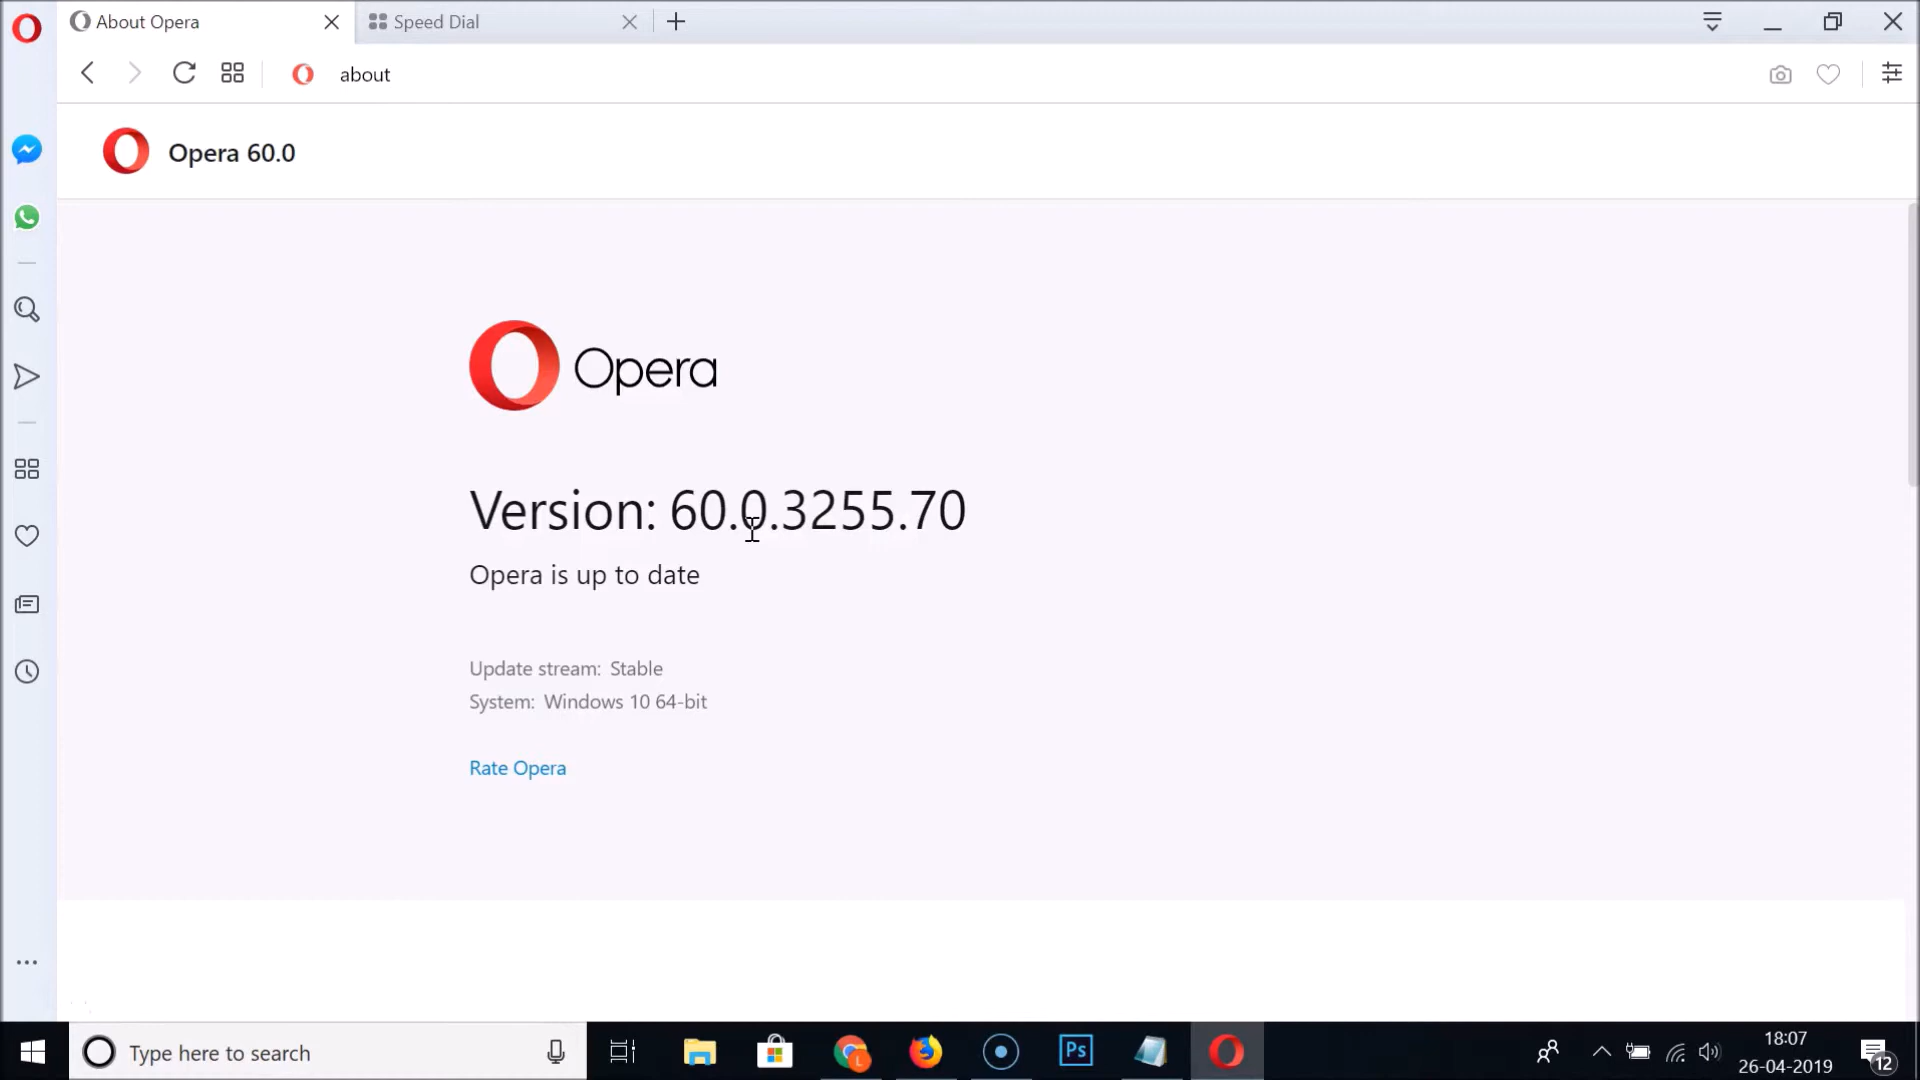 About Opera
Speed Dial
about
Opera 60.0
Opera
Version: 60.0.3255.70
Opera is up to date
Update stream: Stable
System: Windows 10 64-bit
Rate Opera
Type here to search
Ps
L
18:07
26-04-2019
12